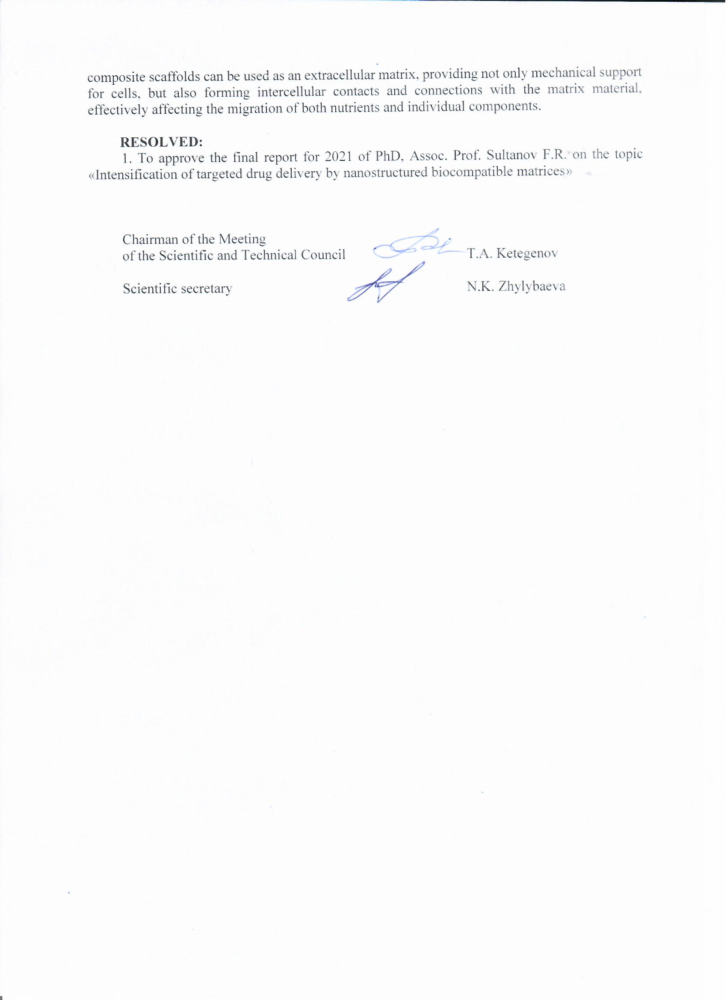 composite scaffolds can be used as an extracellular matrix, providing not only mechanical support
for cells, but also forming intercellular contacts and connections with the matrix material,
effectively affecting the migration of both nutrients and individual components.
RESOLVED:
1. To approve the final report for 2021 of PhD, Assoc. Prof. Sultanov F.R. on the topic
«Intensification of targeted drug delivery by nanostructured biocompatible matrices»
Chairman of the Meeting
of the Scientific and Technical Council T.A. Ketegenov
Scientific secretary N.K. Zhylybaeva